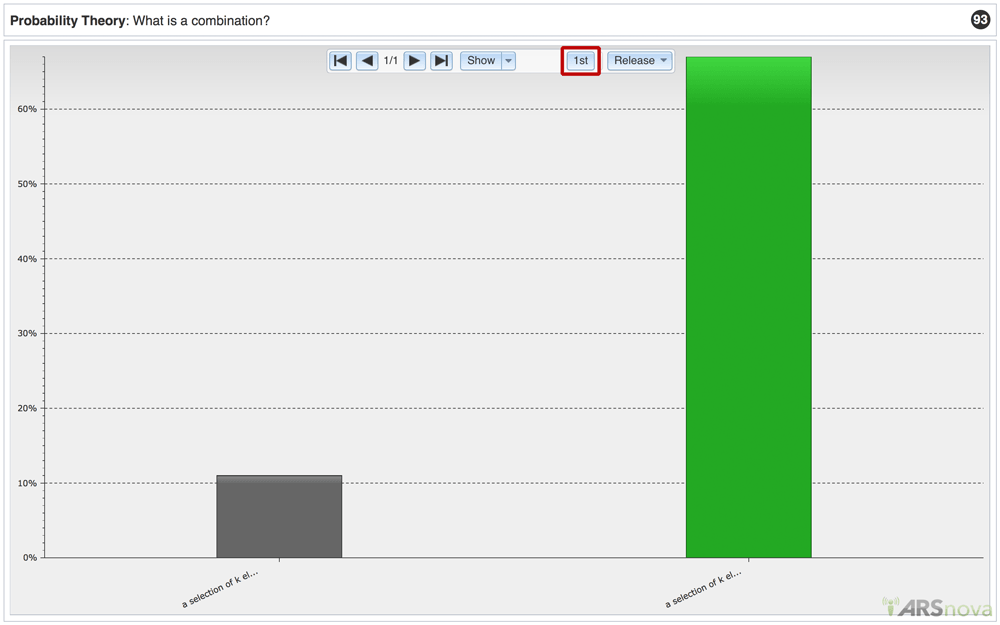 Probability Theory: What is a combination?
93
1/1
Show
1st
Release
60%
50%
40%
30%
20%
10%
0%
a selection of k el...
a selection of k el...
ARSnova